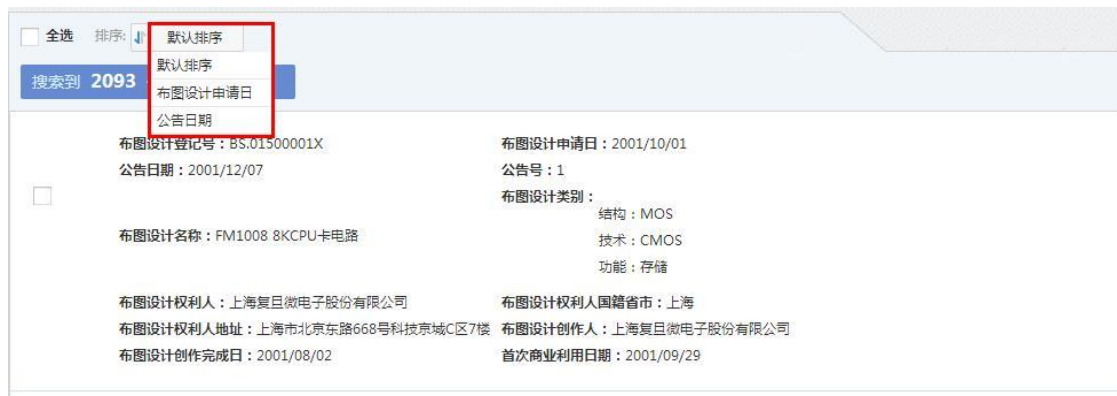 全选 排序: 默认排序
默认排序
搜索到 2093
布图设计申请日
公告日期
布图设计登记号：BS.01500001X 布图设计申请日：2001/10/01
公告日期：2001/12/07 公告号：1
布图设计类别：
结构：MOS
布图设计名称：FM1008 8KCPU卡电路
技术：CMOS
功能：存储
布图设计权利人：上海复旦微电子股份有限公司 布图设计权利人国籍省市：上海
布图设计权利人地址：上海市北京东路668号科技京城C区7楼 布图设计创作人：上海复旦微电子股份有限公司
布图设计创作完成日：2001/08/02 首次商业利用日期：2001/09/29